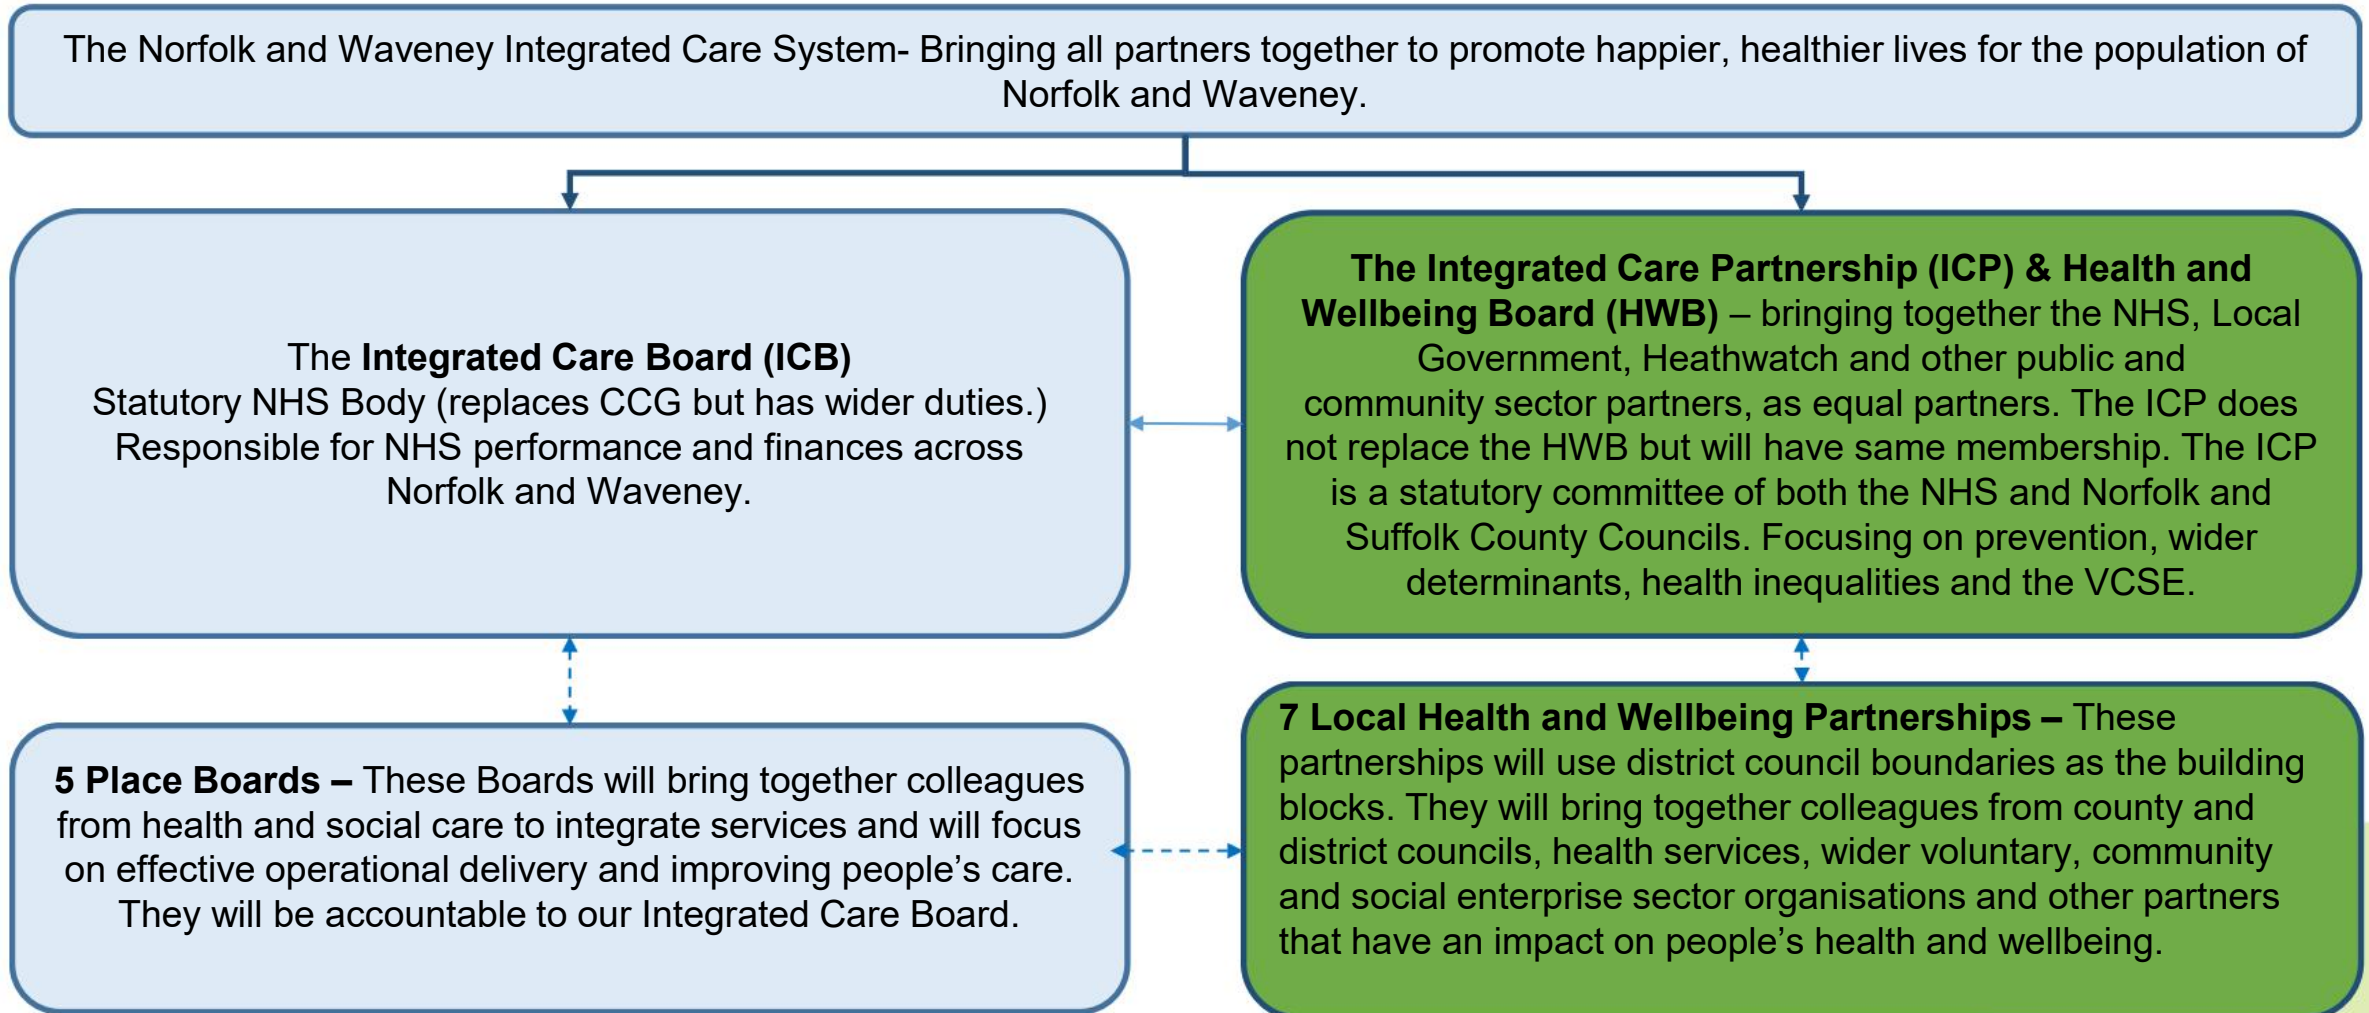 The Norfolk and Waveney Integrated Care System- Bringing all partners together to promote happier, healthier lives for the population of
Norfolk and Waveney.
The Integrated Care Board (ICB)
Statutory NHS Body (replaces CCG but has wider duties.)
Responsible for NHS performance and finances across
Norfolk and Waveney.
The Integrated Care Partnership (ICP) & Health and
Wellbeing Board (HWB) – bringing together the NHS, Local
Government, Heathwatch and other public and
community sector partners, as equal partners. The ICP does
not replace the HWB but will have same membership. The ICP
is a statutory committee of both the NHS and Norfolk and
Suffolk County Councils. Focusing on prevention, wider
determinants, health inequalities and the VCSE.
5 Place Boards – These Boards will bring together colleagues
from health and social care to integrate services and will focus
on effective operational delivery and improving people’s care.
They will be accountable to our Integrated Care Board.
7 Local Health and Wellbeing Partnerships – These
partnerships will use district council boundaries as the building
blocks. They will bring together colleagues from county and
district councils, health services, wider voluntary, community
and social enterprise sector organisations and other partners
that have an impact on people’s health and wellbeing.